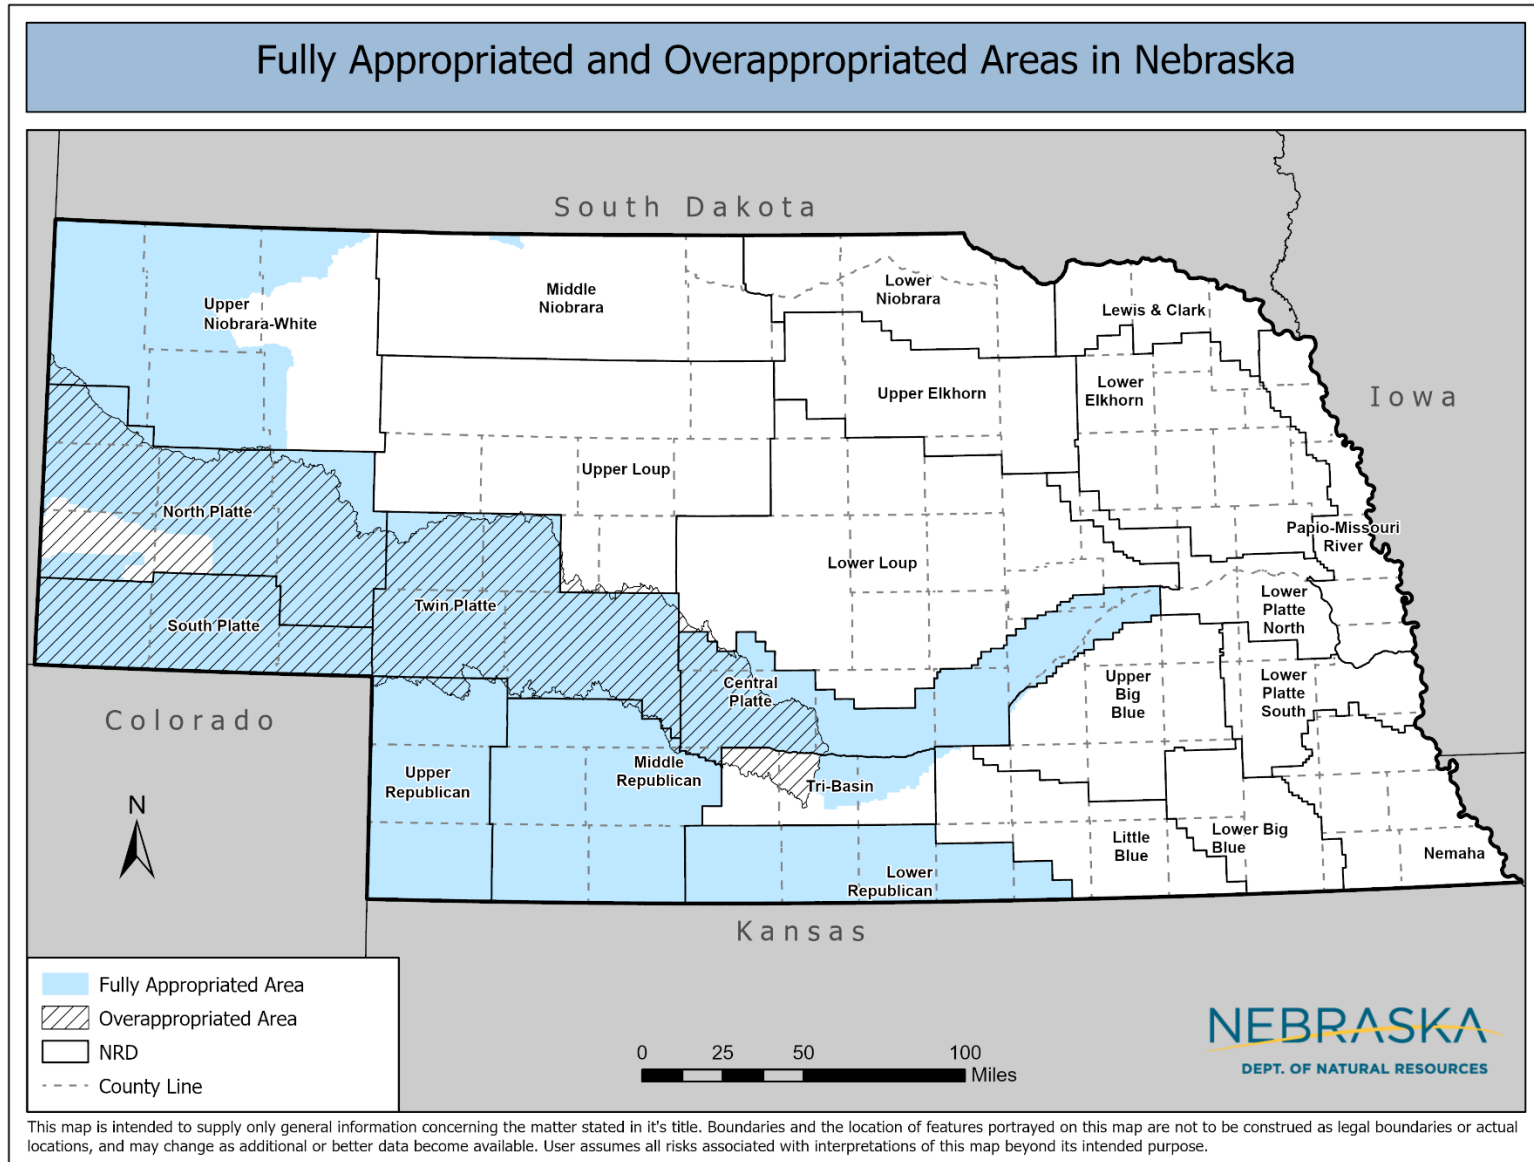 Fully Appropriated and Overappropriated Areas in Nebraska
South Dakota
Upper
Niobrara-White
Middle
Niobrara
Lower
Niobrara
Lewis & Clark
Upper Elkhorn
Lower
Elkhorn
Iowa
Upper Loup
North Platte
Papio-Missouri
River
Lower Loup
Twin Platte
South Platte
Lower
Platte
North
Central
Platte
Upper
Big
Blue
Lower
Platte
South
Colorado
Upper
Republican
Middle
Republican
Tri-Basin
Little
Blue
Lower Big
Blue
Nemaha
Lower
Republican
N
Kansas
Fully Appropriated Area
Overappropriated Area
NRD
County Line
0 25 50 100
Miles
NEBRASKA
DEPT. OF NATURAL RESOURCES
This map is intended to supply only general information concerning the matter stated in it's title. Boundaries and the location of features portrayed on this map are not to be construed as legal boundaries or actual
locations, and may change as additional or better data become available. User assumes all risks associated with interpretations of this map beyond its intended purpose.